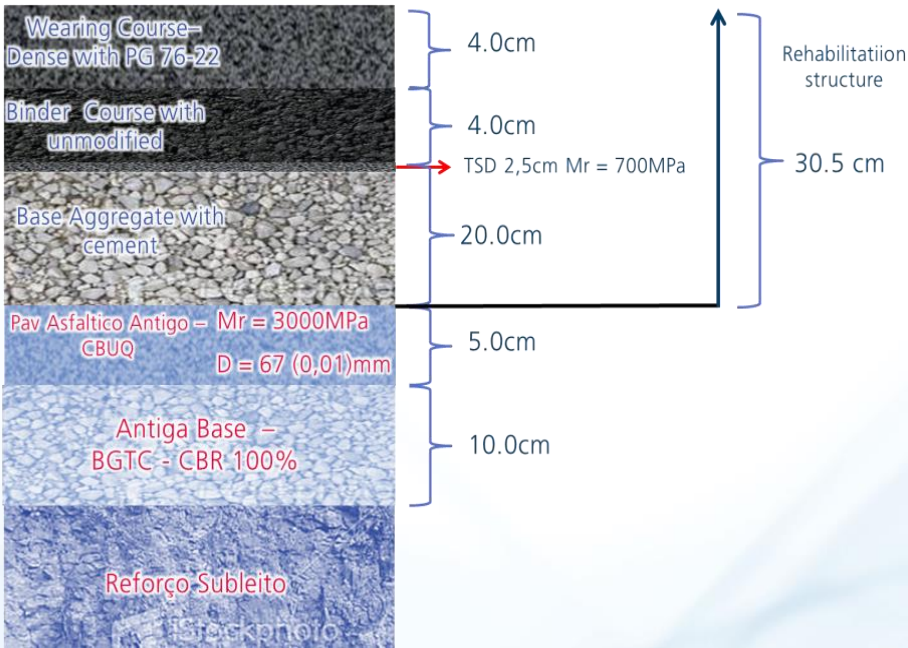 Wearing Course–
Dense with PG 76-22
4.0cm
Rehabilitatiion
structure
Binder Course with
unmodified
4.0cm
TSD 2,5cm Mr = 700MPa
30.5 cm
Base Aggregate with
cement
20.0cm
Pav Asfaltico Antigo – Mr = 3000MPa
CBUQ
D = 67 (0,01)mm
5.0cm
Antiga Base –
BGTC - CBR 100%
10.0cm
Reforço Subleito
iStockphoto